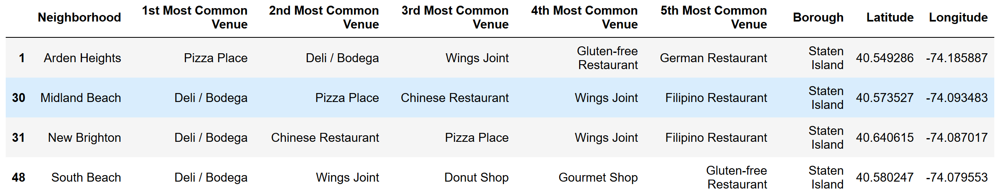 Neighborhood 1st Most Common Venue 2nd Most Common Venue 3rd Most Common Venue 4th Most Common Venue 5th Most Common Venue Borough Latitude Longitude
1 Arden Heights Pizza Place Deli / Bodega Wings Joint Gluten-free Restaurant German Restaurant Staten Island 40.549286 -74.185887
30 Midland Beach Deli / Bodega Pizza Place Chinese Restaurant Wings Joint Filipino Restaurant Staten Island 40.573527 -74.093483
31 New Brighton Deli / Bodega Chinese Restaurant Pizza Place Wings Joint Filipino Restaurant Staten Island 40.640615 -74.087017
48 South Beach Deli / Bodega Wings Joint Donut Shop Gourmet Shop Gluten-free Restaurant Staten Island 40.580247 -74.079553